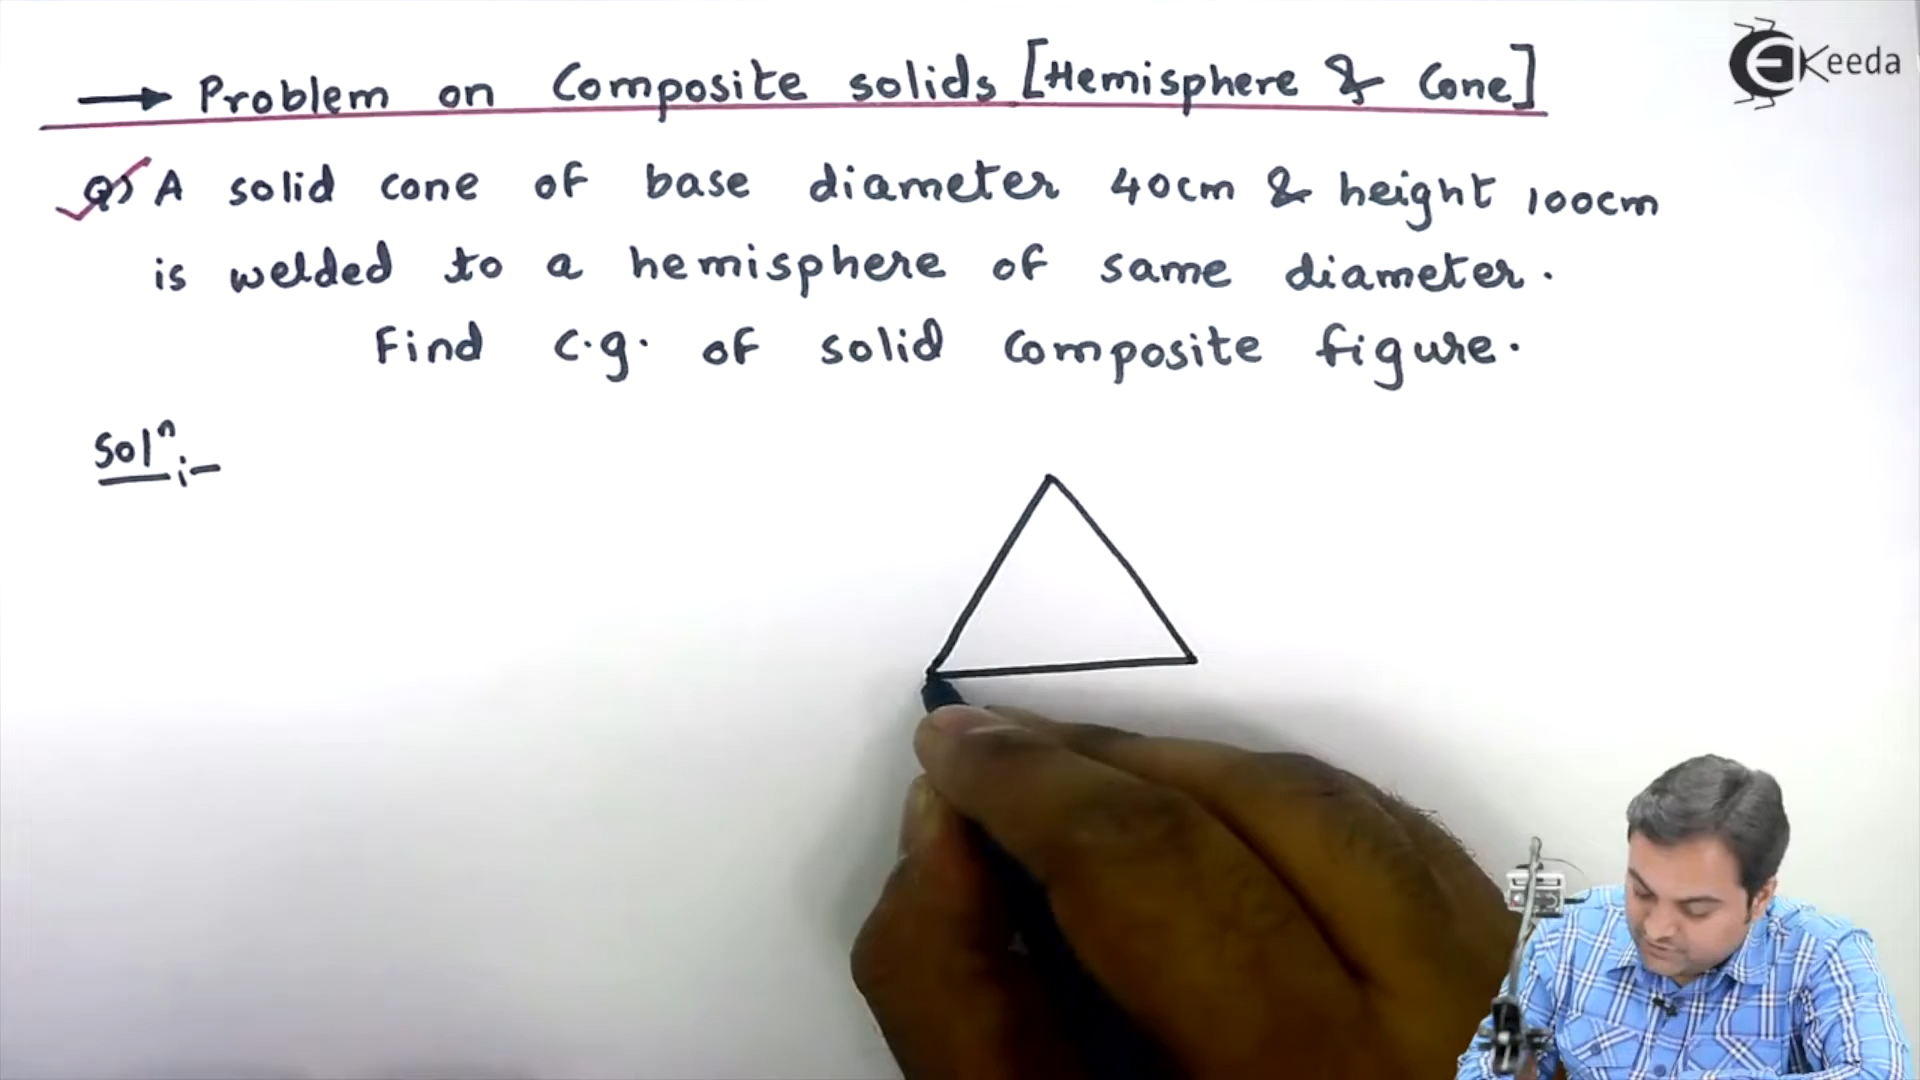 → Problem on Composite solids [Hemisphere & Cone]
EKeeda
Q) A solid cone of base diameter 40cm & height 100cm
is welded to a hemisphere of same diameter.
Find c.g. of solid composite figure.
Solⁿ:-